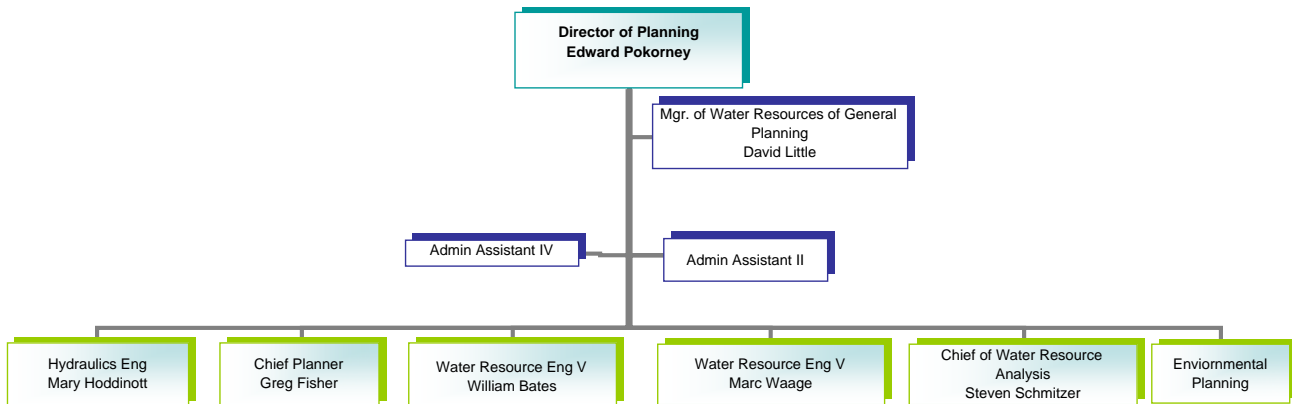 Director of Planning
Edward Pokorney
Mgr. of Water Resources of General
Planning
David Little
Admin Assistant IV
Admin Assistant II
Hydraulics Eng
Mary Hoddinott
Chief Planner
Greg Fisher
Water Resource Eng V
William Bates
Water Resource Eng V
Marc Waage
Chief of Water Resource
Analysis
Steven Schmitzer
Enviornmental
Planning